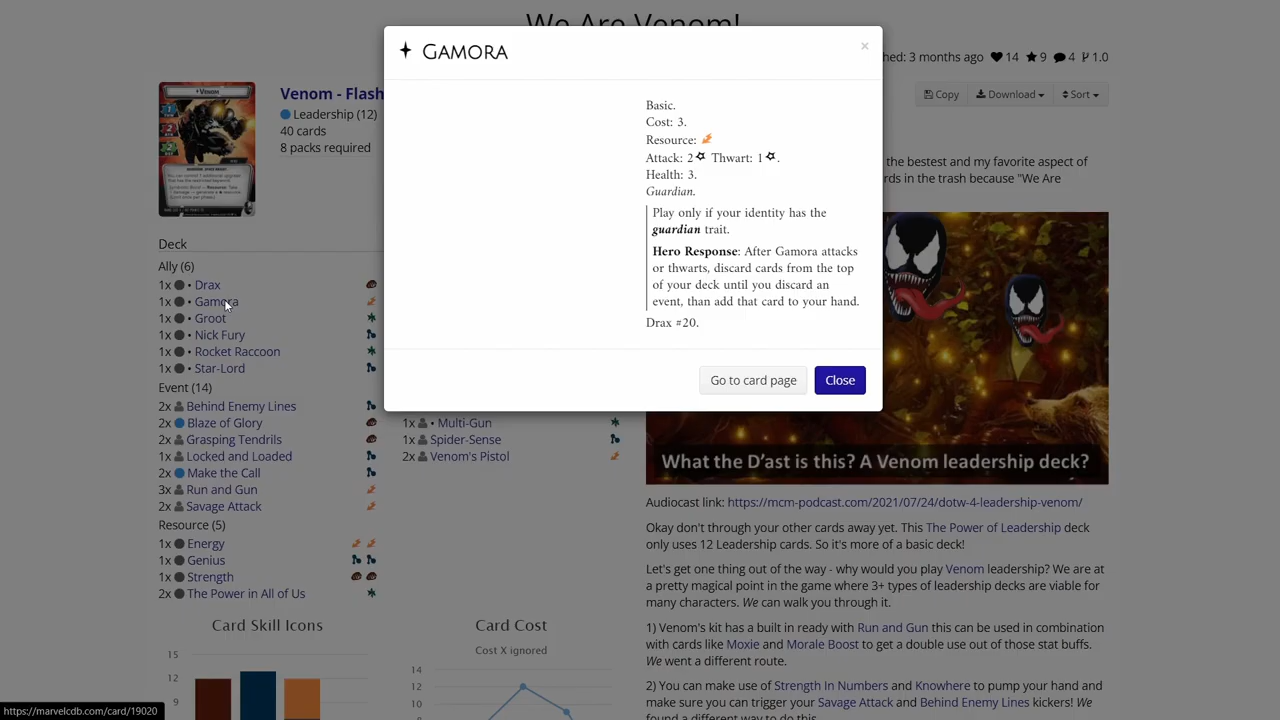 We Are Venom!
GAMORA
×
hed: 3 months ago 14 9 4 1.0
Venom - Flash
Leadership (12)
40 cards
8 packs required
VENOM
Copy
Download
Sort
Basic.
Cost: 3.
Resource:
Attack: 2 Thwart: 1.
Health: 3.
Guardian.
Play only if your identity has the
guardian trait.
Hero Response: After Gamora attacks
or thwarts, discard cards from the top
of your deck until you discard an
event, than add that card to your hand.
Drax #20.
Go to card page
Close
the bestest and my favorite aspect of
rds in the trash because "We Are
Deck
Ally (6)
1x • Drax
1x • Gamora
1x • Groot
1x • Nick Fury
1x • Rocket Raccoon
1x • Star-Lord
Event (14)
2x Behind Enemy Lines
2x Blaze of Glory
2x Grasping Tendrils
1x Locked and Loaded
2x Make the Call
3x Run and Gun
2x Savage Attack
Resource (5)
1x Energy
1x Genius
1x Strength
2x The Power in All of Us
1x • Multi-Gun
1x Spider-Sense
2x Venom's Pistol
Card Skill Icons
15
12
9
Card Cost
Cost X ignored
14
12
10
What the D'ast is this? A Venom leadership deck?
Audiocast link: https://mcm-podcast.com/2021/07/24/dotw-4-leadership-venom/
Okay don't through your other cards away yet. This The Power of Leadership deck
only uses 12 Leadership cards. So it's more of a basic deck!
Let's get one thing out of the way - why would you play Venom leadership? We are at
a pretty magical point in the game where 3+ types of leadership decks are viable for
many characters. We can walk you through it.
1) Venom's kit has a built in ready with Run and Gun this can be used in combination
with cards like Moxie and Morale Boost to get a double use out of those stat buffs.
We went a different route.
2) You can make use of Strength In Numbers and Knowhere to pump your hand and
make sure you can trigger your Savage Attack and Behind Enemy Lines kickers! We
found a different way to do this.
https://marvelcdb.com/card/19020